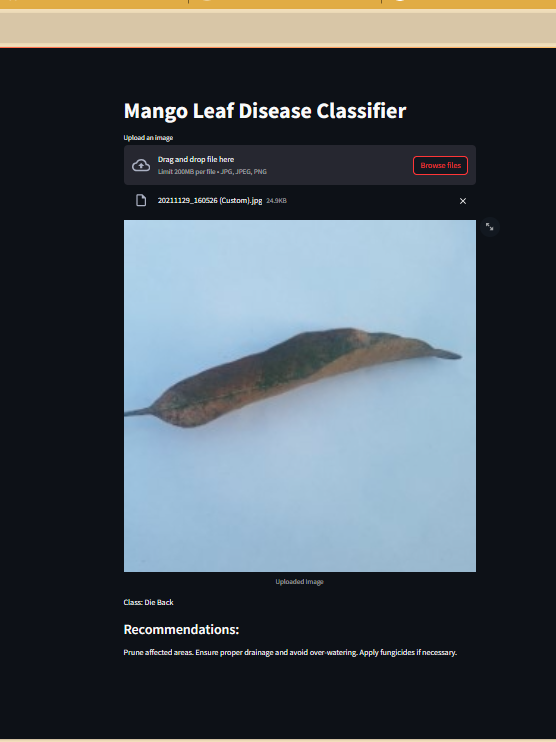 Mango Leaf Disease Classifier
Upload an image
Drag and drop file here
Limit 200MB per file • JPG, JPEG, PNG
Browse files
20211129_160526 (Custom).jpg 24.9KB
Uploaded Image
Class: Die Back
Recommendations:
Prune affected areas. Ensure proper drainage and avoid over-watering. Apply fungicides if necessary.